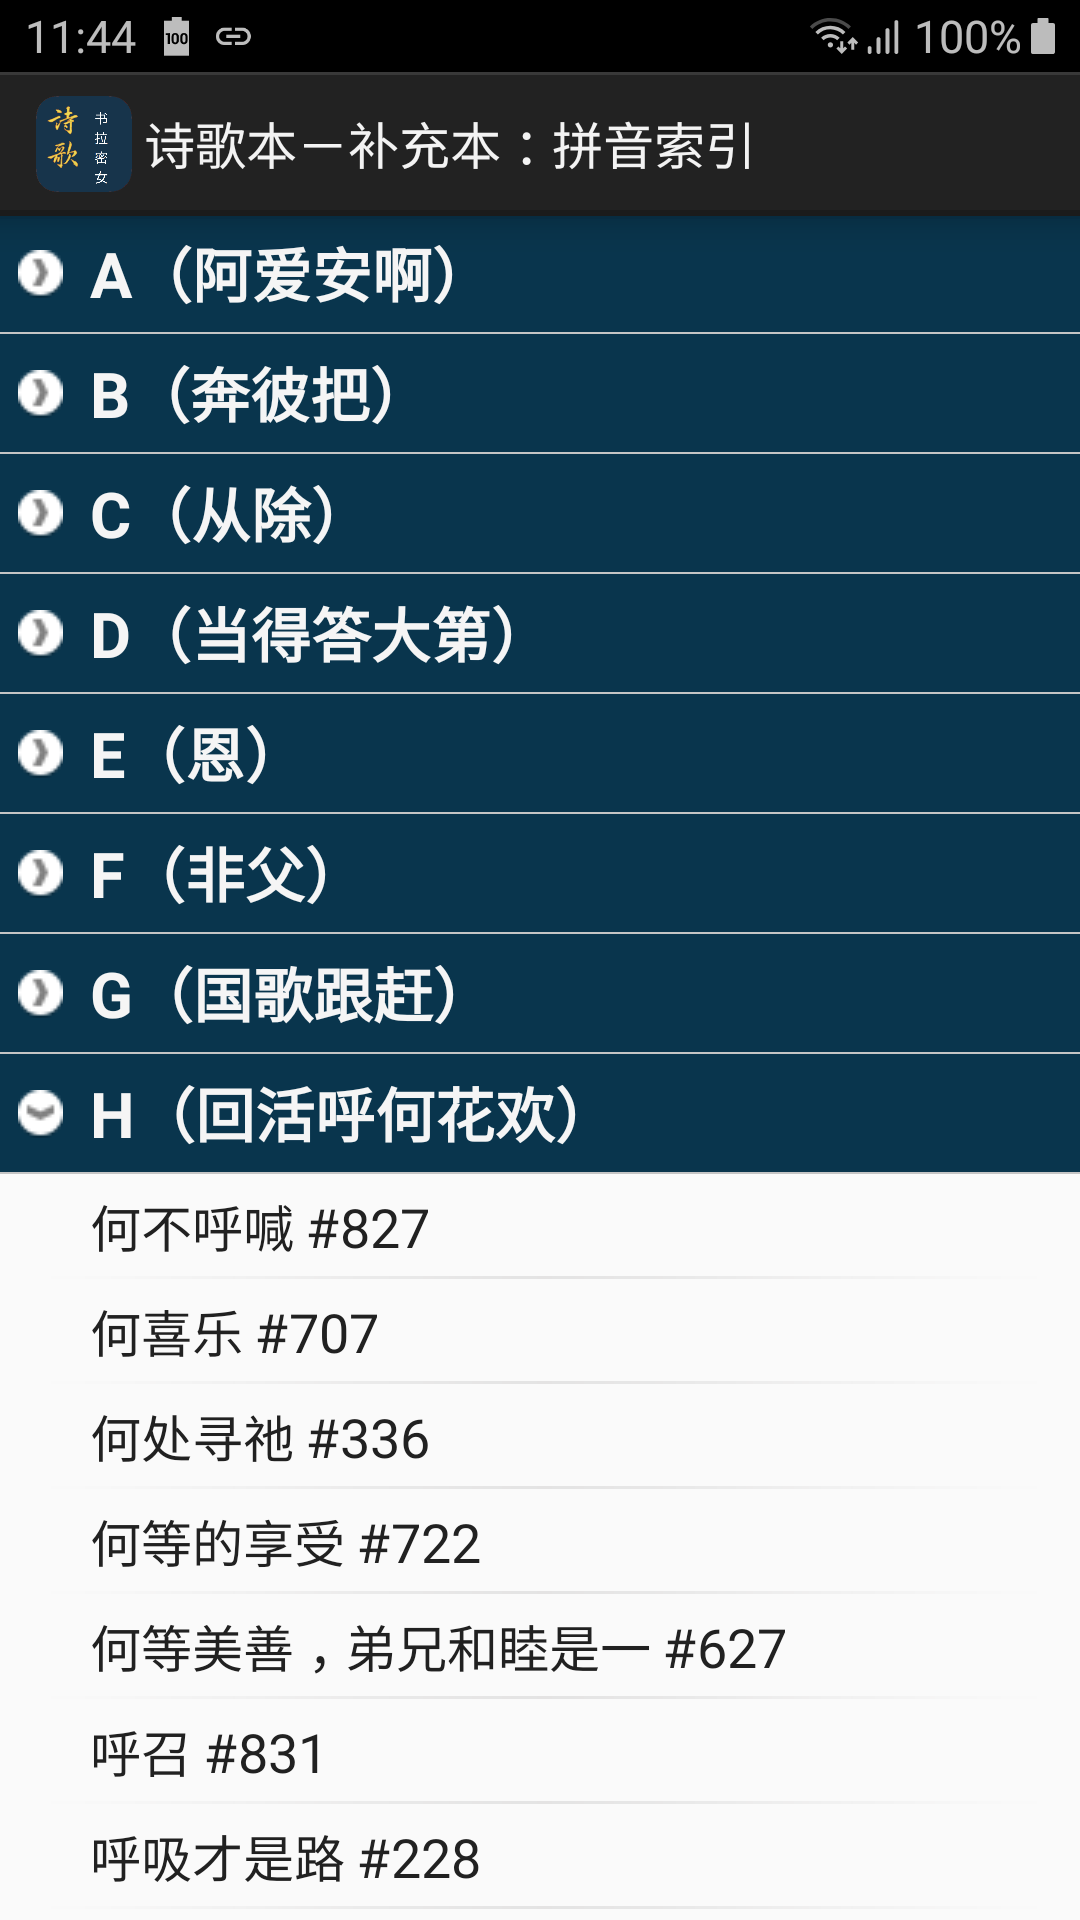 11:44
100
100%
诗歌
书拉密女
诗歌本－补充本：拼音索引
A（阿爱安啊）
B（奔彼把）
C（从除）
D（当得答大第）
E（恩）
F（非父）
G（国歌跟赶）
H（回活呼何花欢）
何不呼喊 #827
何喜乐 #707
何处寻祂 #336
何等的享受 #722
何等美善，弟兄和睦是一 #627
呼召 #831
呼吸才是路 #228